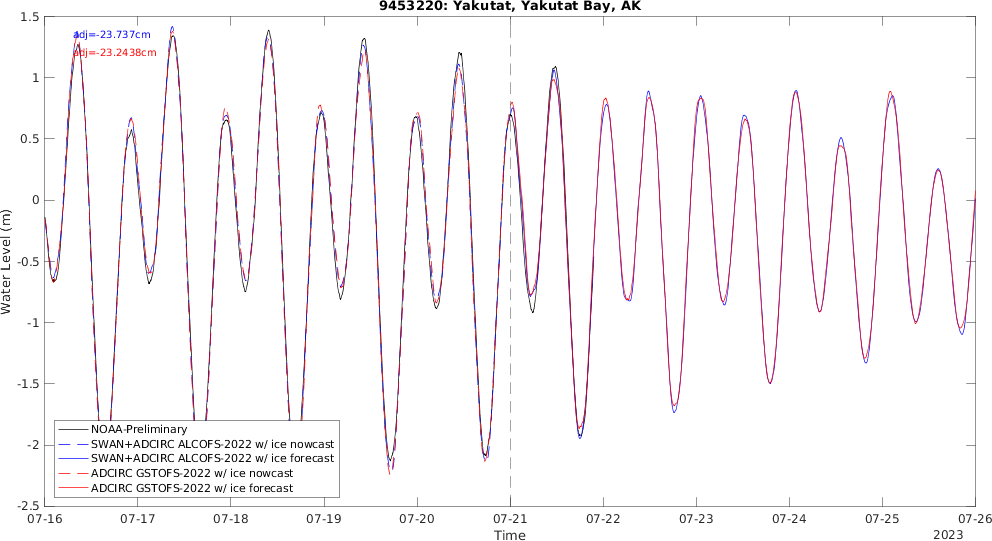 9453220: Yakutat, Yakutat Bay, AK
adj=-23.737cm
adj=-23.2438cm
Water Level (m)
1.5
1
0.5
0
-0.5
-1
-1.5
-2
-2.5
NOAA-Preliminary
SWAN+ADCIRC ALCOFS-2022 w/ ice nowcast
SWAN+ADCIRC ALCOFS-2022 w/ ice forecast
ADCIRC GSTOFS-2022 w/ ice nowcast
ADCIRC GSTOFS-2022 w/ ice forecast
07-16 07-17 07-18 07-19 07-20 07-21 07-22 07-23 07-24 07-25 07-26
Time
2023